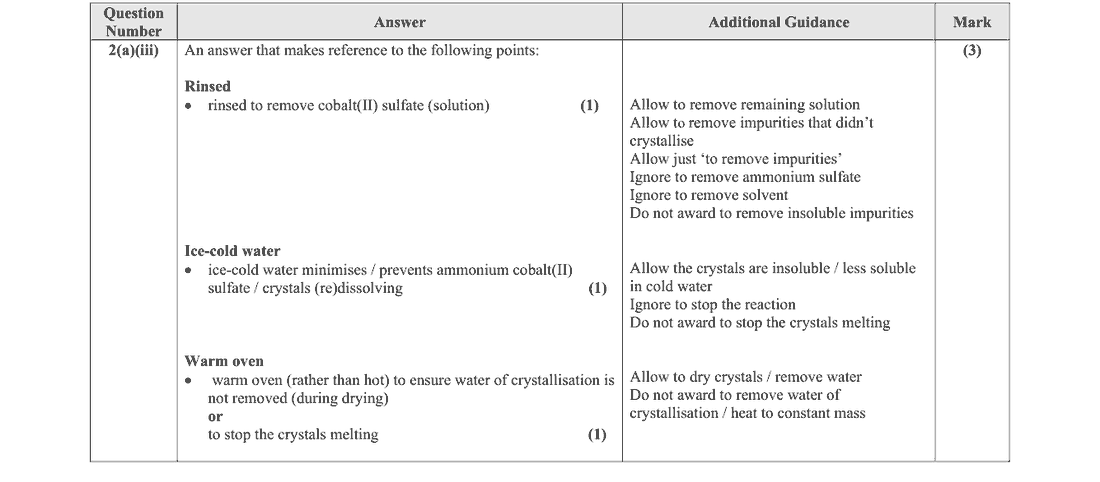 Question Number Answer Additional Guidance Mark
2(a)(iii) An answer that makes reference to the following points: (3)
Rinsed
• rinsed to remove cobalt(II) sulfate (solution) (1) Allow to remove remaining solution
Allow to remove impurities that didn't
crystallise
Allow just 'to remove impurities'
Ignore to remove ammonium sulfate
Ignore to remove solvent
Do not award to remove insoluble impurities
Ice-cold water
• ice-cold water minimises / prevents ammonium cobalt(II)
sulfate / crystals (re)dissolving (1)
Allow the crystals are insoluble / less soluble
in cold water
Ignore to stop the reaction
Do not award to stop the crystals melting
Warm oven
• warm oven (rather than hot) to ensure water of crystallisation is
not removed (during drying)
or
to stop the crystals melting (1)
Allow to dry crystals / remove water
Do not award to remove water of
crystallisation / heat to constant mass